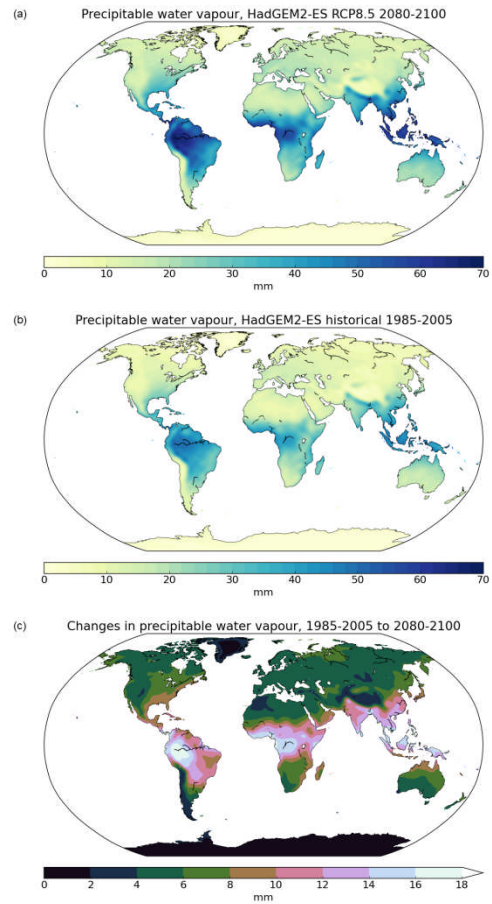 (a) Precipitable water vapour, HadGEM2-ES RCP8.5 2080-2100
0 10 20 30 40 50 60 70
mm
(b) Precipitable water vapour, HadGEM2-ES historical 1985-2005
0 10 20 30 40 50 60 70
mm
(c) Changes in precipitable water vapour, 1985-2005 to 2080-2100
0 2 4 6 8 10 12 14 16 18
mm